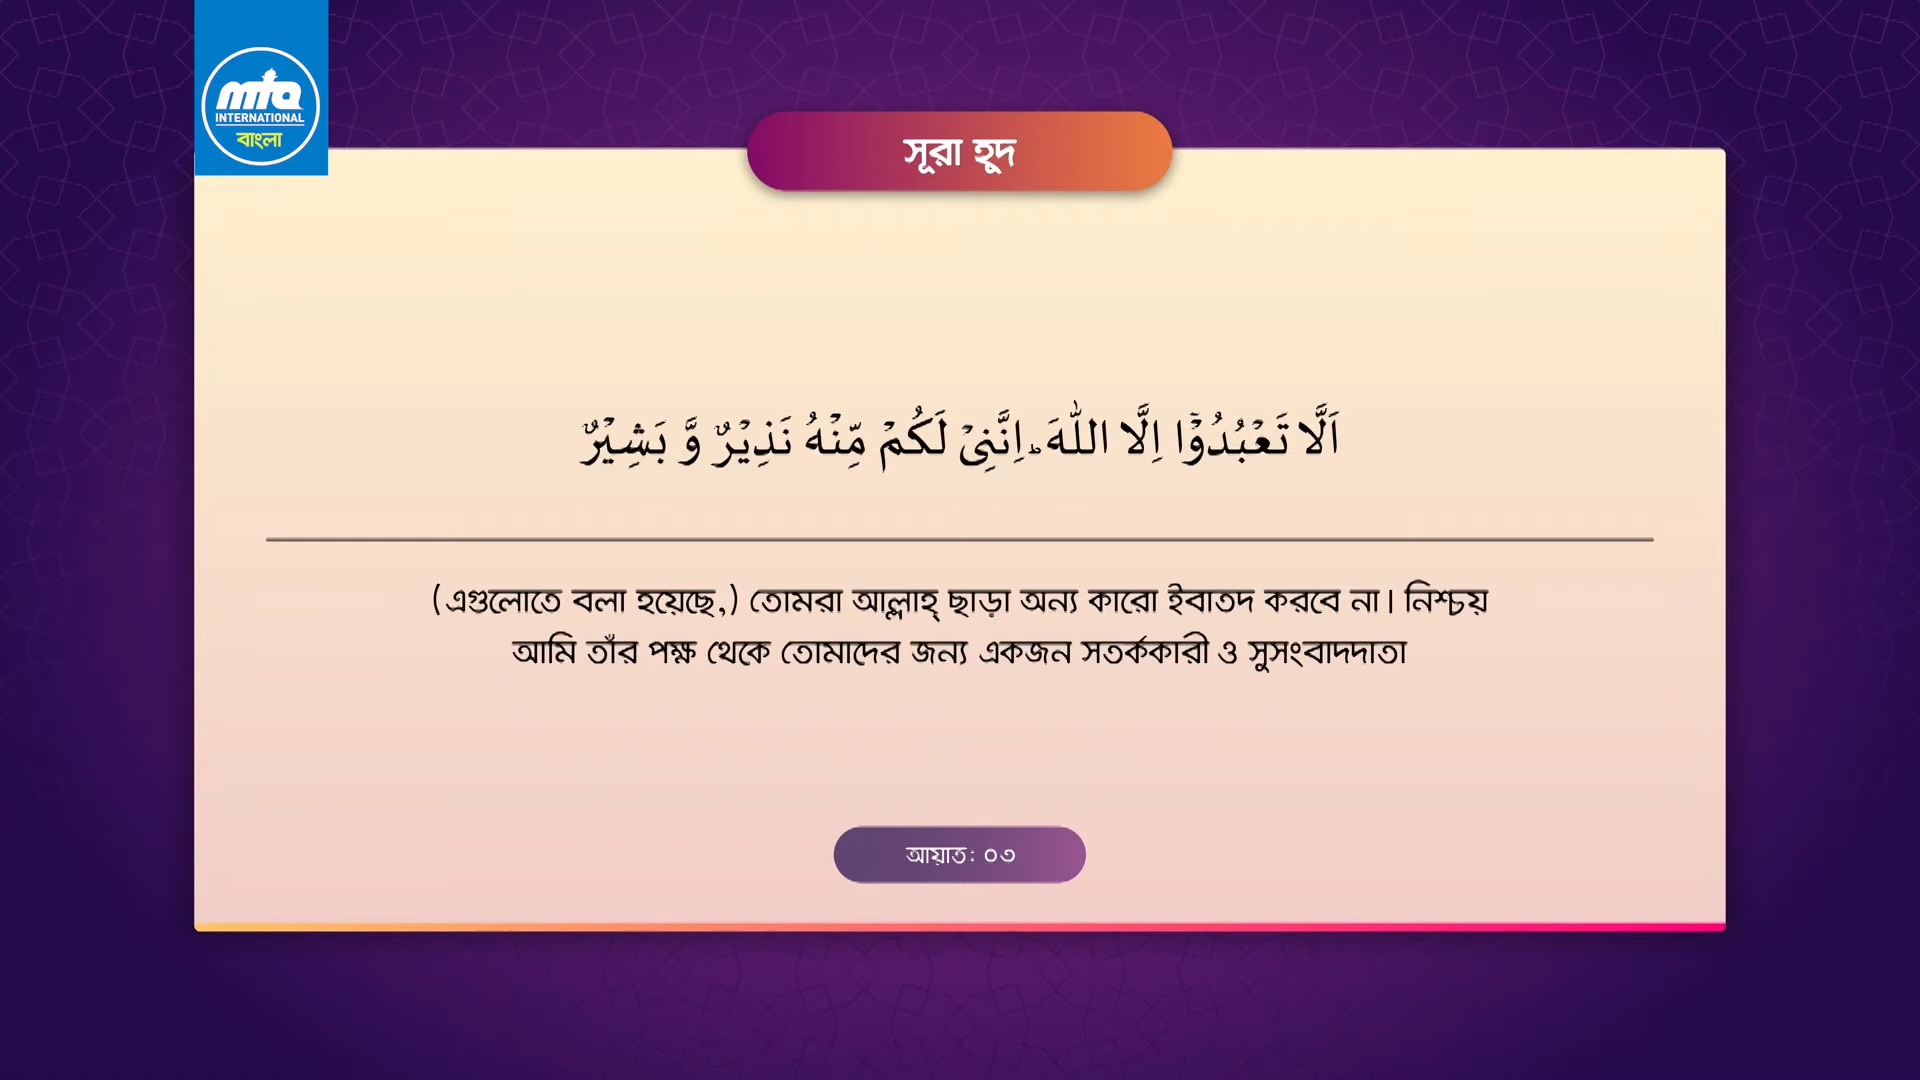 mta
INTERNATIONAL
বাংলা
সূরা হূদ
اَلَّا تَعۡبُدُوۡۤا اِلَّا اللّٰهَ ؕ اِنَّنِیۡ لَكُمۡ مِّنۡهُ نَذِیۡرٌ وَّ بَشِیۡرٌ
(এগুলোতে বলা হয়েছে,) তোমরা আল্লাহ্ ছাড়া অন্য কারো ইবাতদ করবে না। নিশ্চয়
আমি তাঁর পক্ষ থেকে তোমাদের জন্য একজন সতর্ককারী ও সুসংবাদদাতা
আয়াত: ০৩